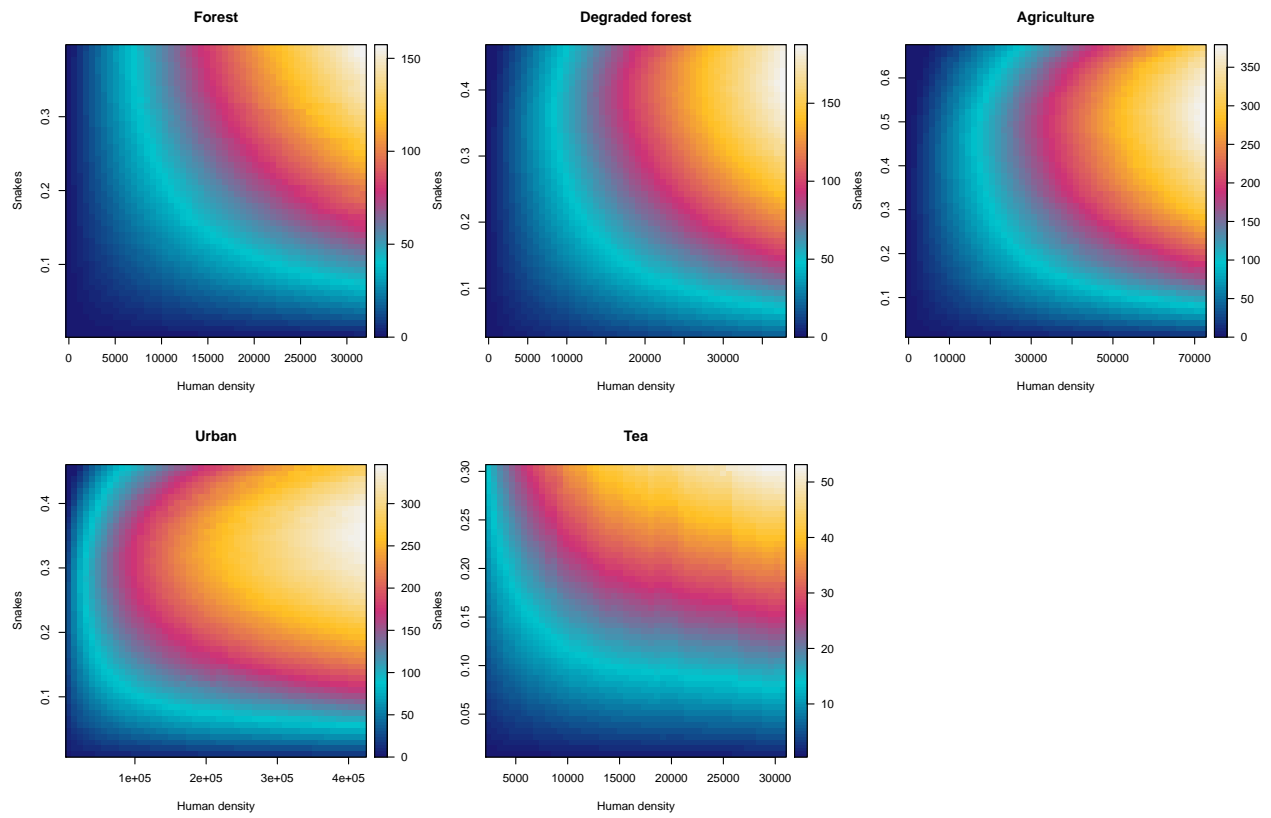 Forest
Snakes
0.3
0.2
0.1
0 5000 10000 15000 20000 25000 30000
Human density
150
100
50
0
Degraded forest
Snakes
0.4
0.3
0.2
0.1
0 5000 10000 20000 30000
Human density
150
100
50
0
Agriculture
Snakes
0.6
0.5
0.4
0.3
0.2
0.1
0 10000 30000 50000 70000
Human density
350
300
250
200
150
100
50
0
Urban
Snakes
0.4
0.3
0.2
0.1
1e+05 2e+05 3e+05 4e+05
Human density
300
250
200
150
100
50
0
Tea
Snakes
0.30
0.25
0.20
0.15
0.10
0.05
5000 10000 15000 20000 25000 30000
Human density
50
40
30
20
10